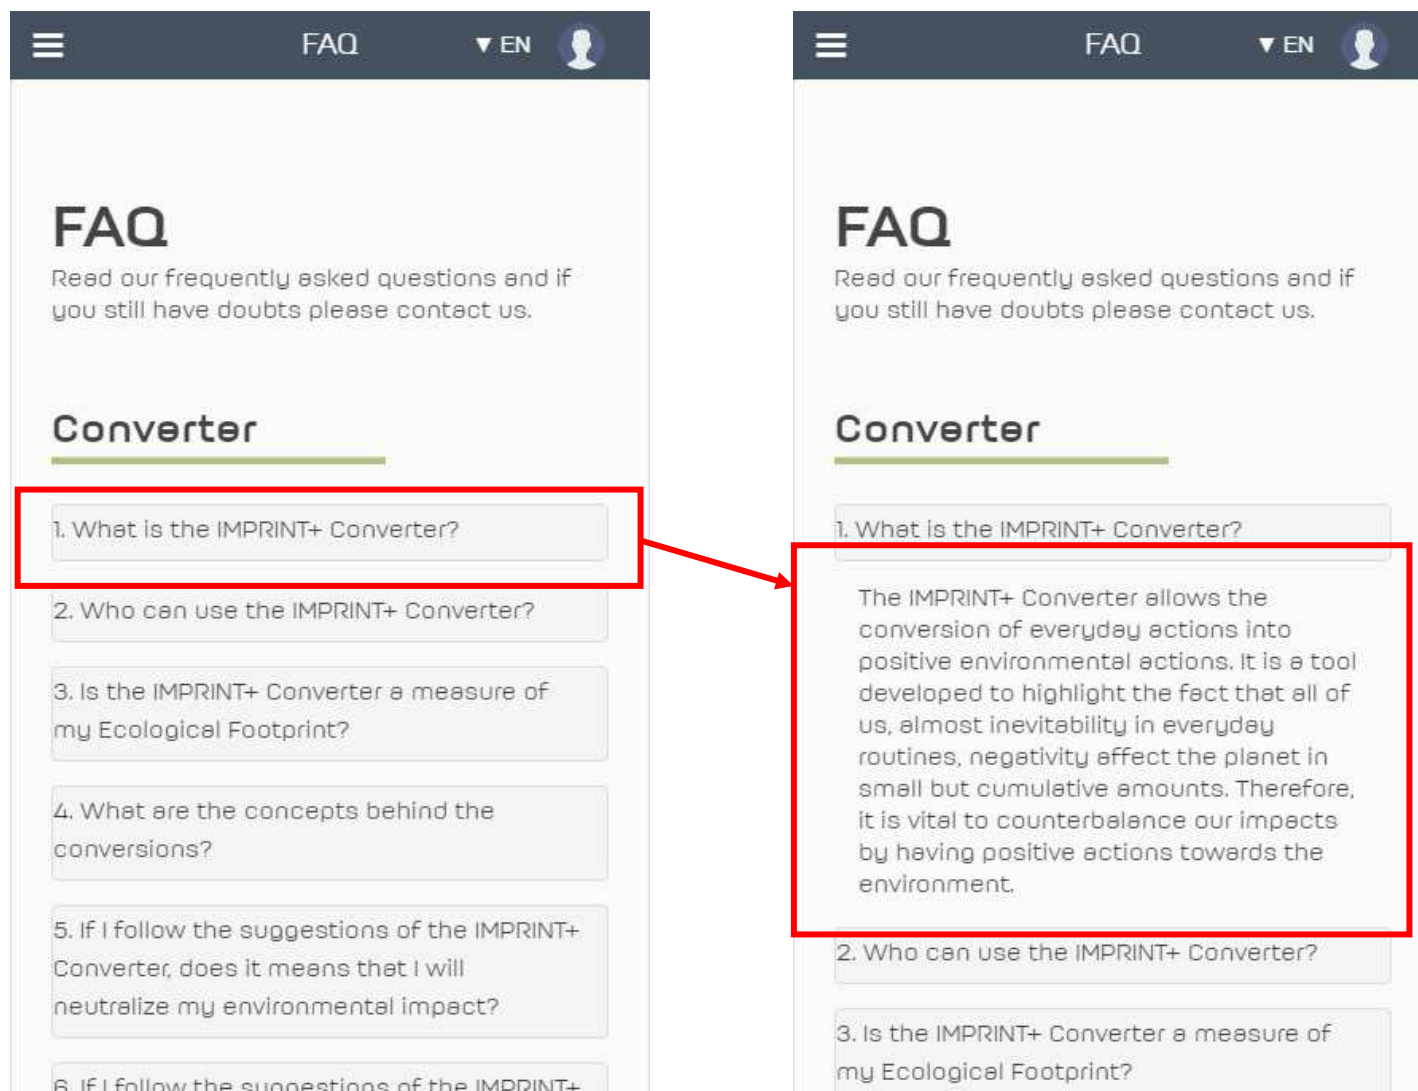 FAQ
▼ EN
FAQ
Read our frequently asked questions and if
you still have doubts please contact us.
Converter
1. What is the IMPRINT+ Converter?
2. Who can use the IMPRINT+ Converter?
3. Is the IMPRINT+ Converter a measure of
my Ecological Footprint?
4. What are the concepts behind the
conversions?
5. If I follow the suggestions of the IMPRINT+
Converter, does it means that I will
neutralize my environmental impact?
6. If I follow the suggestions of the IMPRINT+
FAQ
▼ EN
FAQ
Read our frequently asked questions and if
you still have doubts please contact us.
Converter
1. What is the IMPRINT+ Converter?
The IMPRINT+ Converter allows the
conversion of everyday actions into
positive environmental actions. It is a tool
developed to highlight the fact that all of
us, almost inevitability in everyday
routines, negativity affect the planet in
small but cumulative amounts. Therefore,
it is vital to counterbalance our impacts
by having positive actions towards the
environment.
2. Who can use the IMPRINT+ Converter?
3. Is the IMPRINT+ Converter a measure of
my Ecological Footprint?